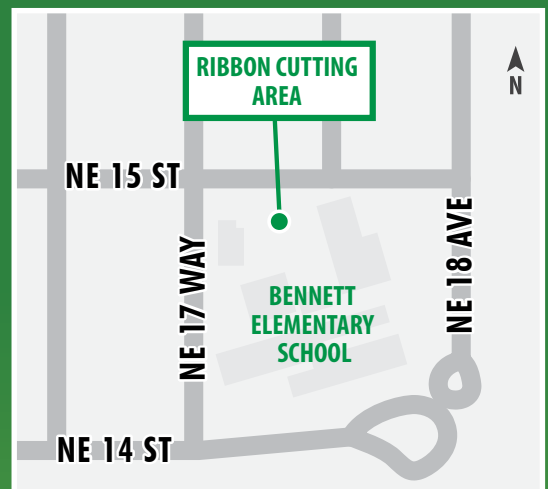 RIBBON CUTTING
AREA
N
NE 15 ST
NE 17 WAY
NE 18 AVE
BENNETT
ELEMENTARY
SCHOOL
NE 14 ST